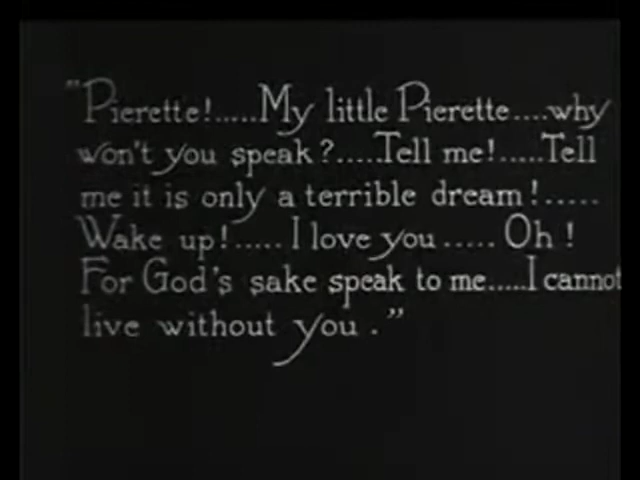 "Pierette!.....My little Pierette....why
won't you speak?.....Tell me!.....Tell
me it is only a terrible dream!.....
Wake up!.....I love you.....Oh!
For God's sake speak to me.....I cannot
live without you."